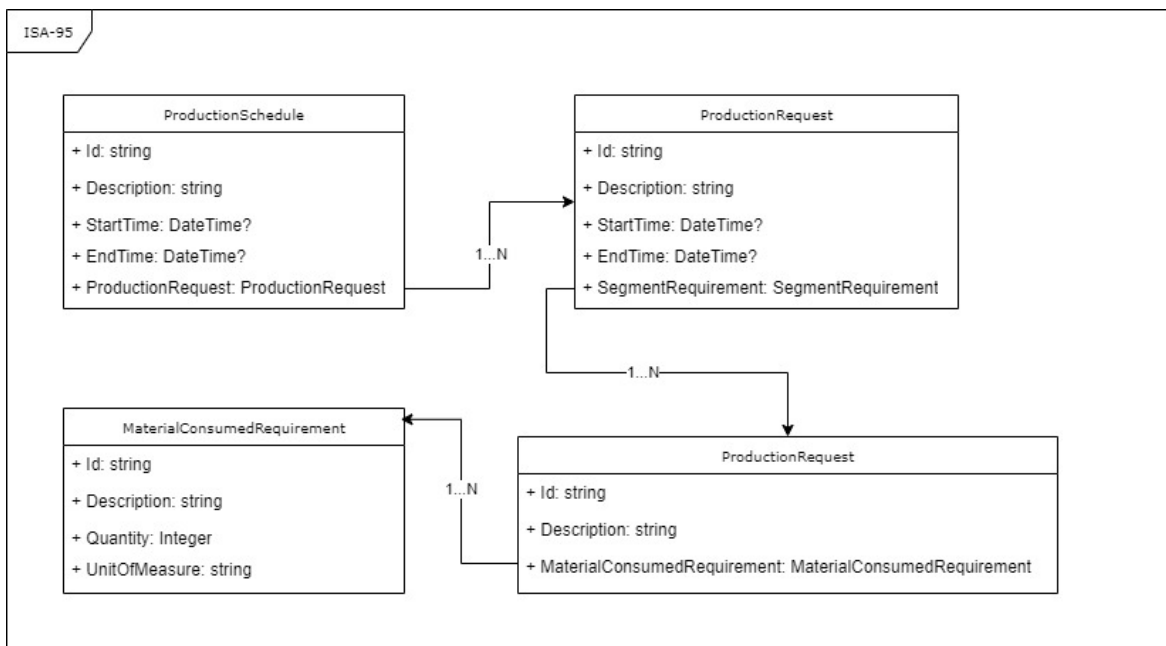 ISA-95
ProductionSchedule
+ Id: string
+ Description: string
+ StartTime: DateTime?
+ EndTime: DateTime?
+ ProductionRequest: ProductionRequest
1...N
ProductionRequest
+ Id: string
+ Description: string
+ StartTime: DateTime?
+ EndTime: DateTime?
+ SegmentRequirement: SegmentRequirement
1...N
MaterialConsumedRequirement
+ Id: string
+ Description: string
+ Quantity: Integer
+ UnitOfMeasure: string
1...N
ProductionRequest
+ Id: string
+ Description: string
+ MaterialConsumedRequirement: MaterialConsumedRequirement